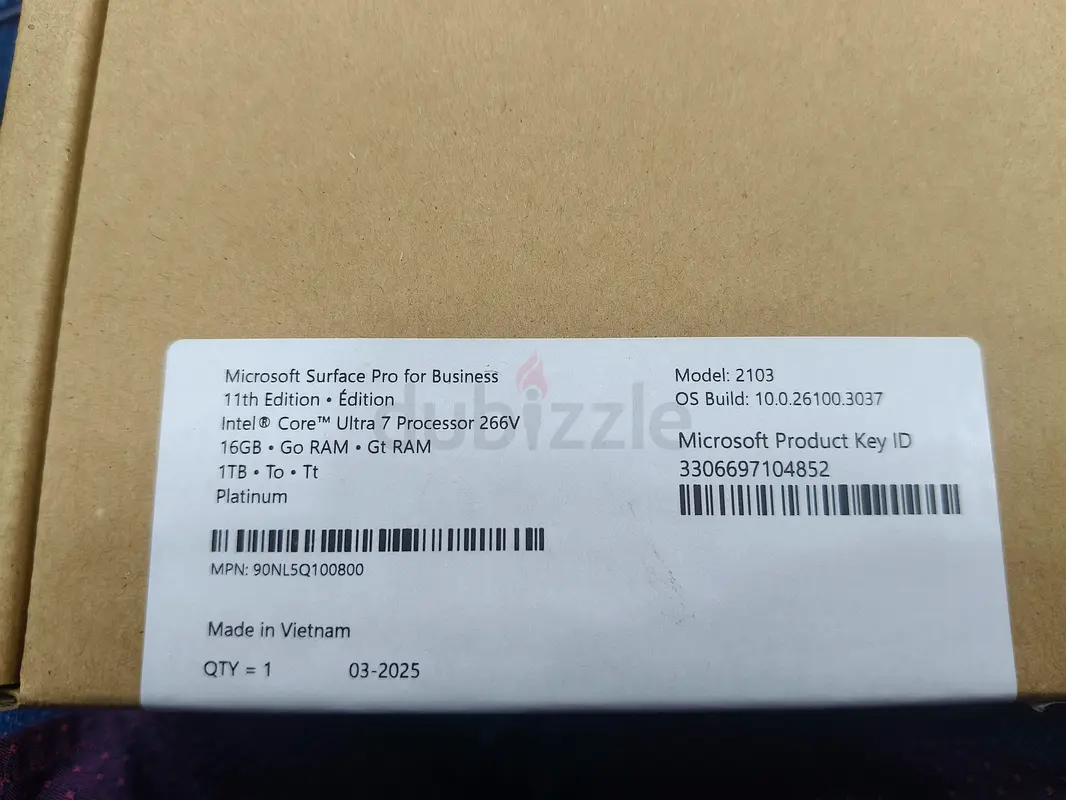 Microsoft Surface Pro for Business
11th Edition • Édition
Intel® Core™ Ultra 7 Processor 266V
16GB • Go RAM • Gt RAM
1TB • To • Tt
Platinum
MPN: 90NL5Q100800
Made in Vietnam
QTY = 1 03-2025
Model: 2103
OS Build: 10.0.26100.3037
Microsoft Product Key ID
3306697104852
dubizzle